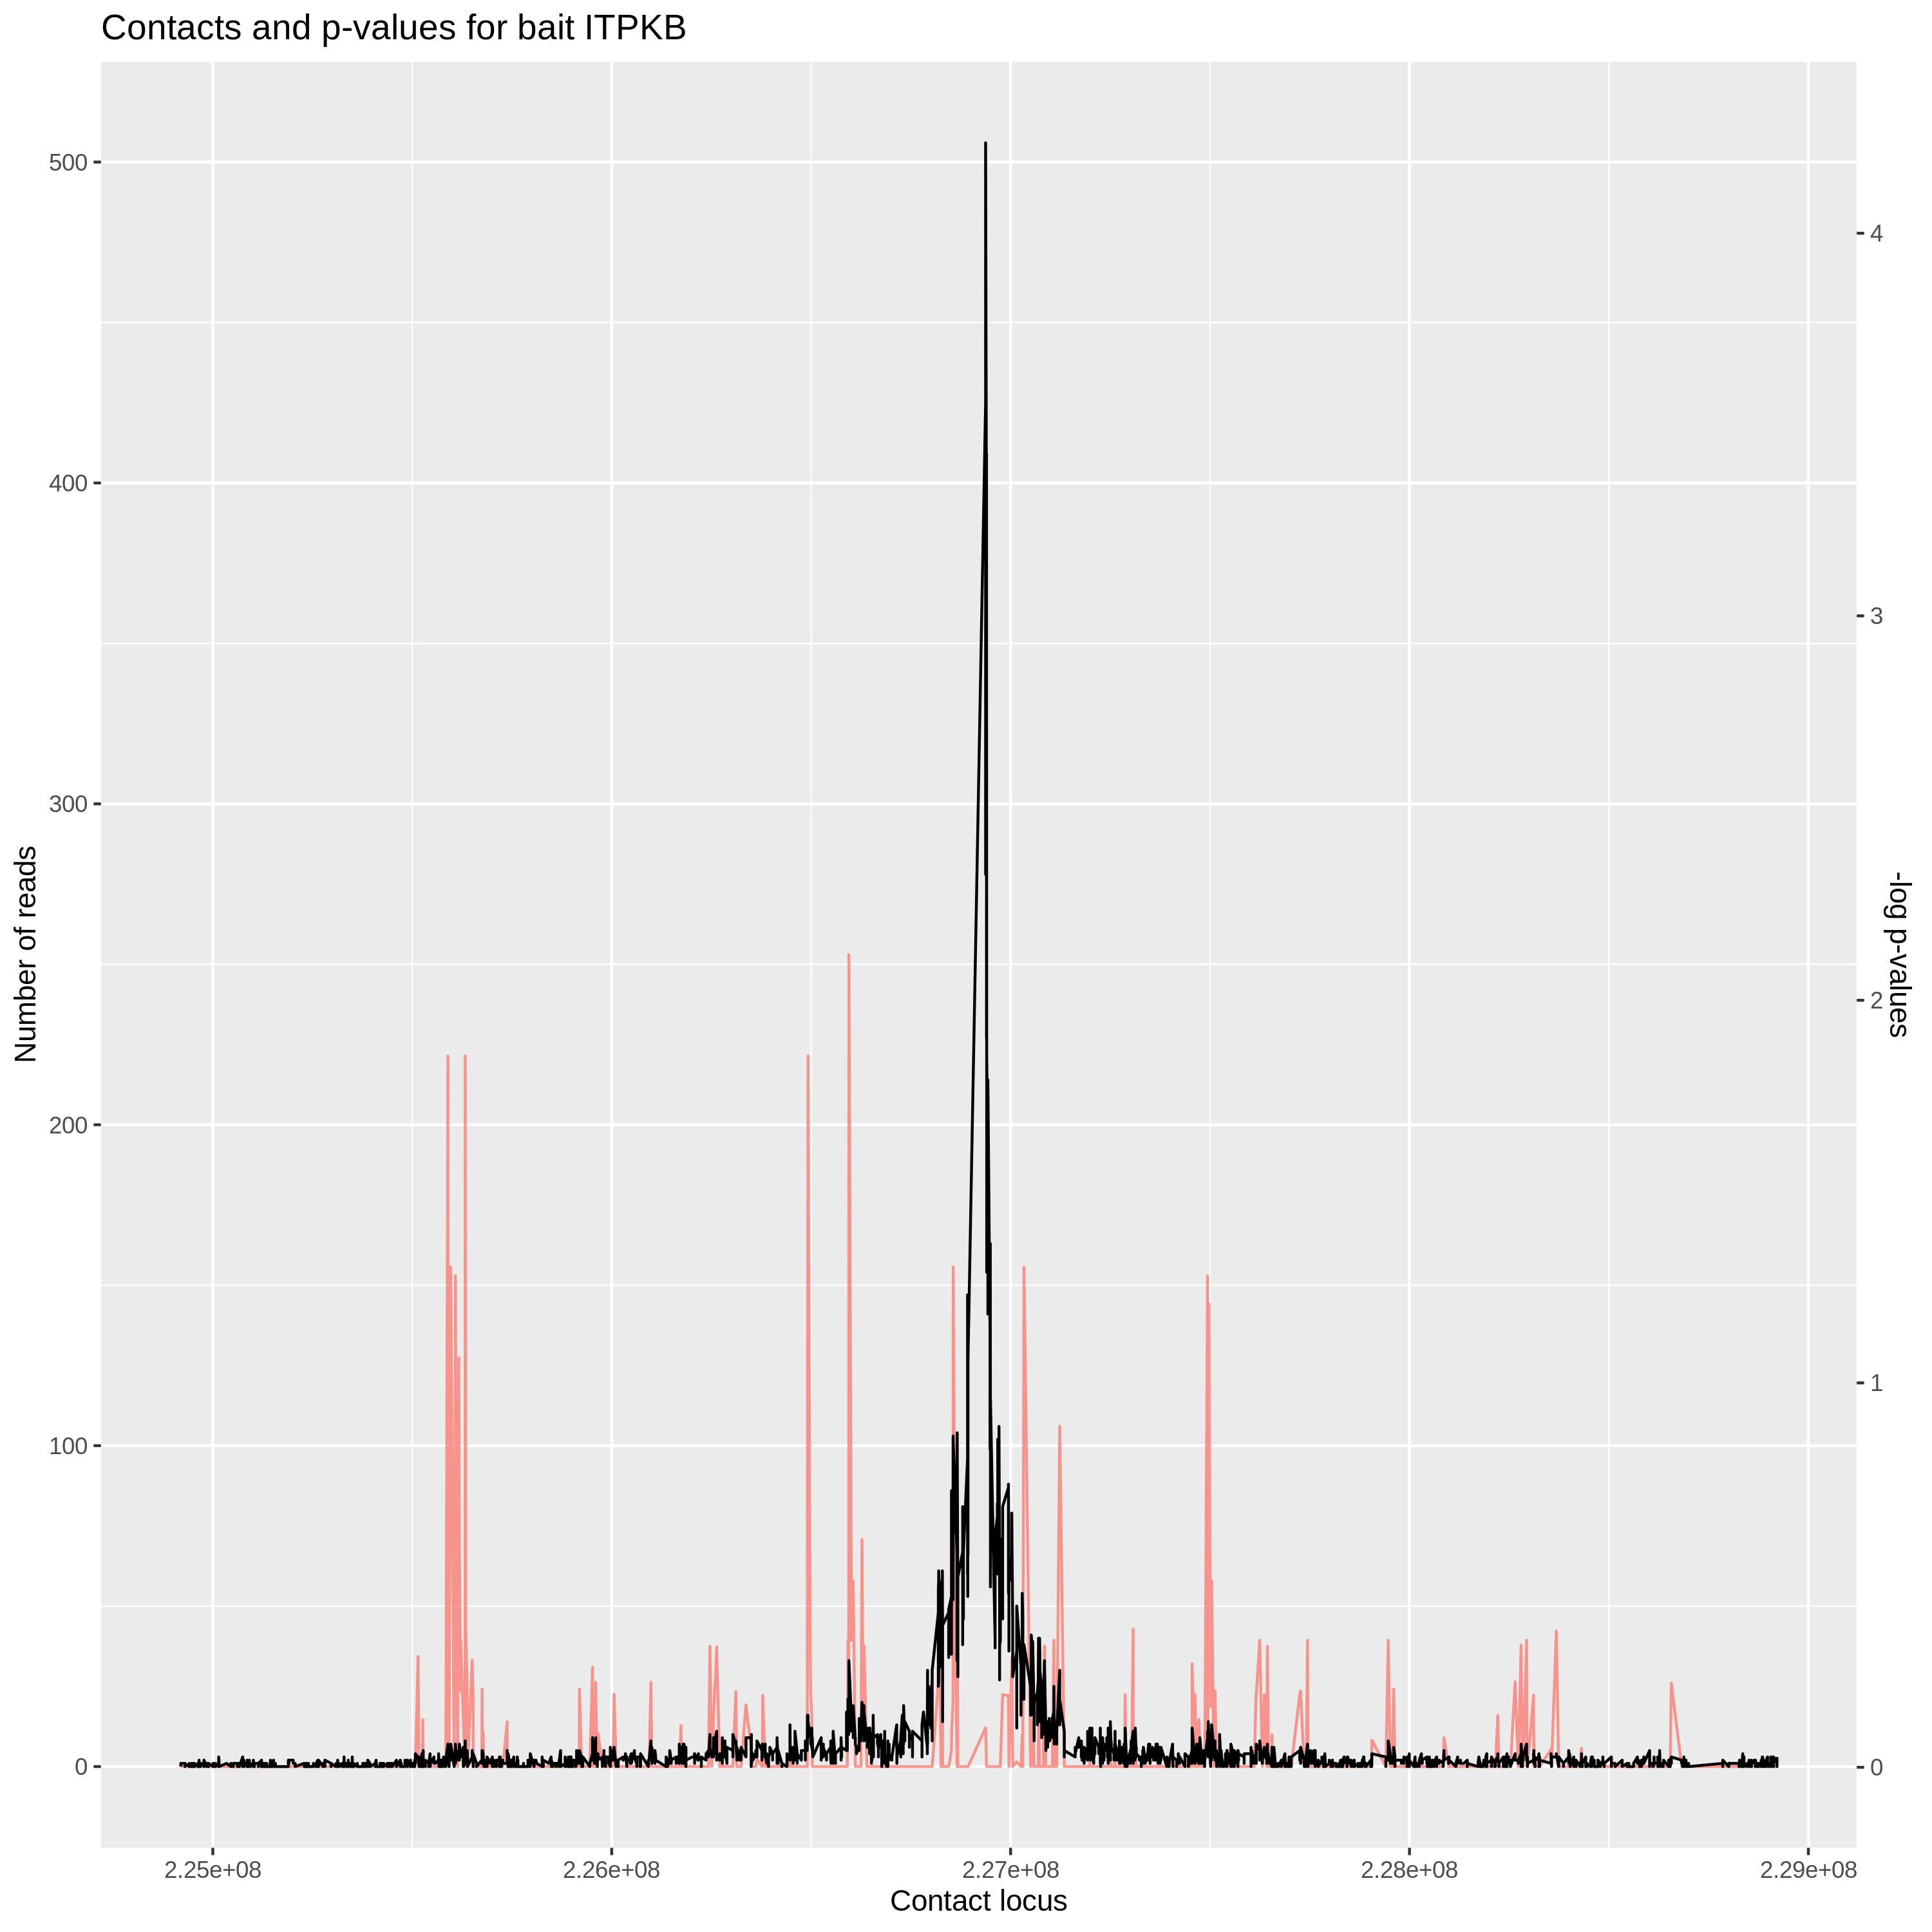 Contacts and p-values for bait ITPKB
500
400
300
200
100
0
Number of reads
4
3
2
1
0
-log p-values
2.25e+08
2.26e+08
2.27e+08
2.28e+08
2.29e+08
Contact locus